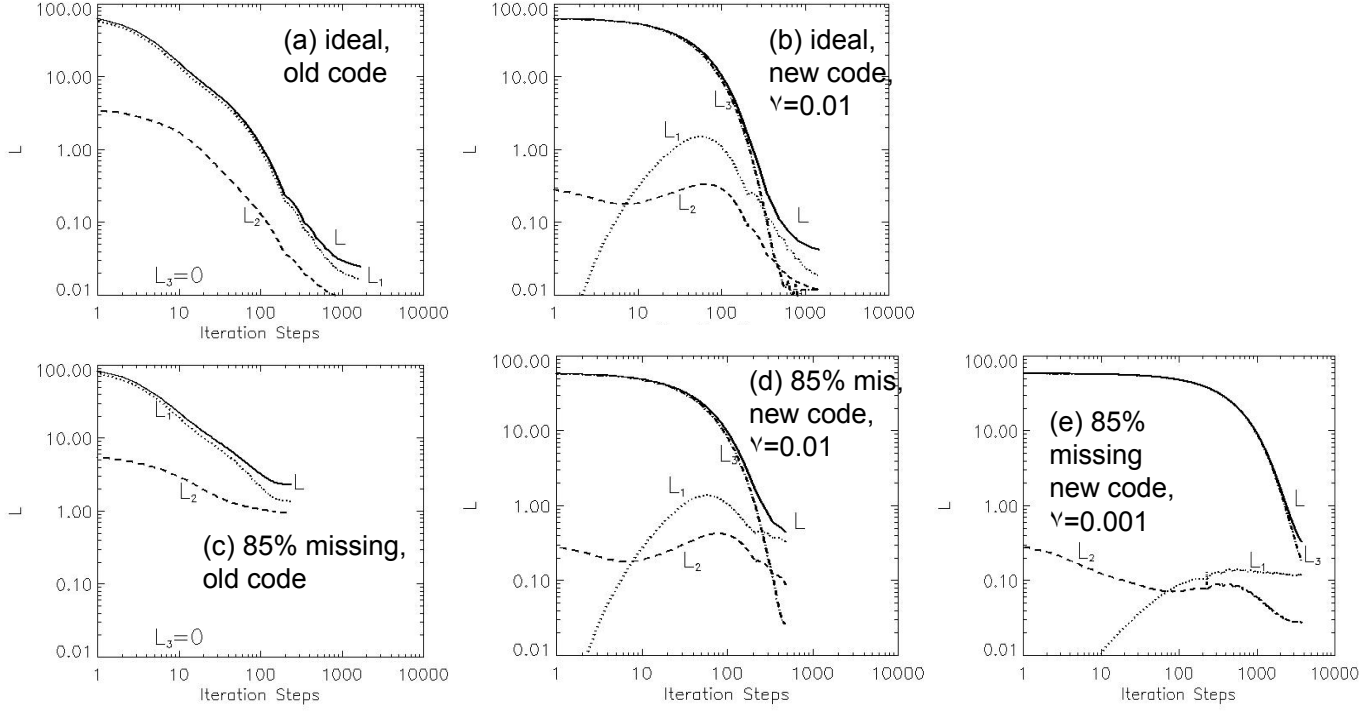 100.00
10.00
1.00
0.10
0.01
L
1 10 100 1000 10000
Iteration Steps
(a) ideal,
old code
L₂
L
L₁
L₃=0
100.00
10.00
1.00
0.10
0.01
L
1 10 100 1000 10000
Iteration Steps
(b) ideal,
new code,
ν=0.01
L₃
L₁
L₂
L
100.00
10.00
1.00
0.10
0.01
L
1 10 100 1000 10000
Iteration Steps
L₁
L₂
L
(c) 85% missing,
old code
L₃=0
100.00
10.00
1.00
0.10
0.01
L
1 10 100 1000 10000
Iteration Steps
(d) 85% mis,
new code,
ν=0.01
L₃
L₁
L
L₂
100.00
10.00
1.00
0.10
0.01
L
1 10 100 1000 10000
Iteration Steps
(e) 85%
missing
new code,
ν=0.001
L
L₂
L₁
L₃